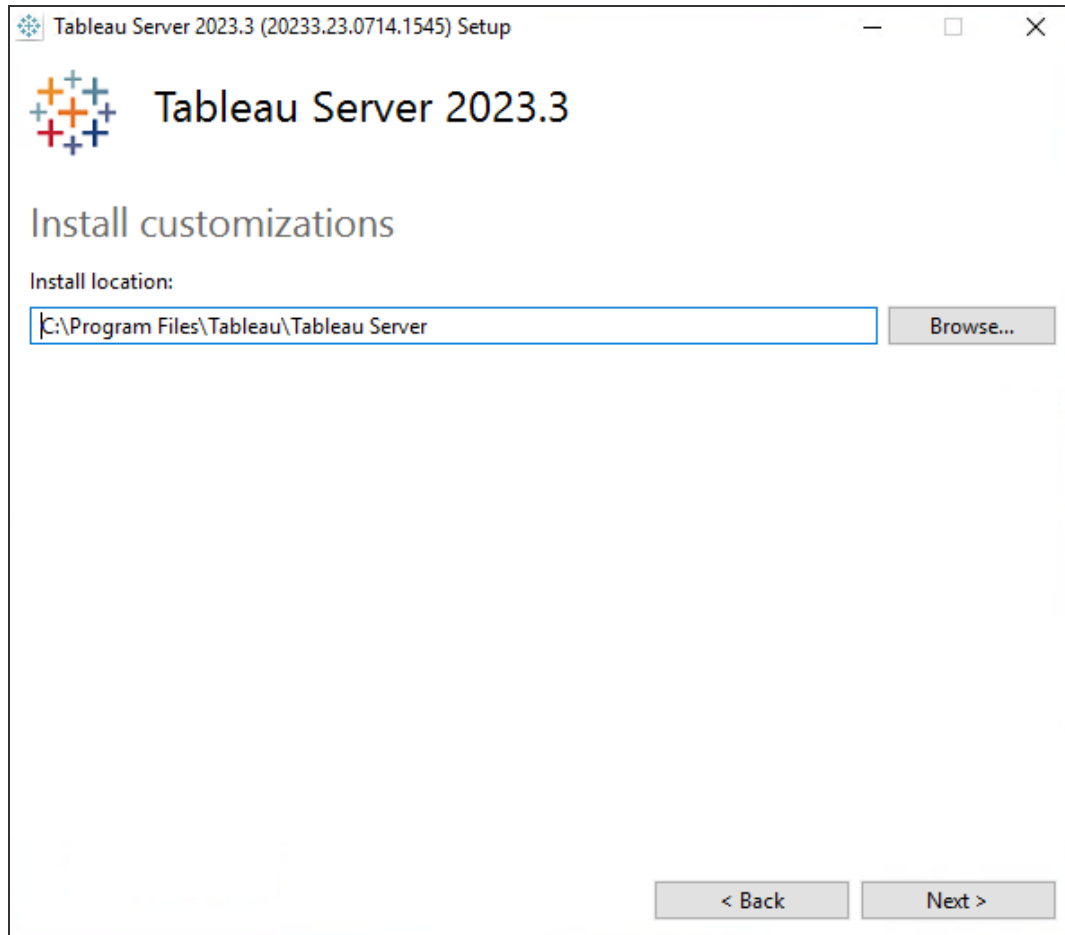 Tableau Server 2023.3 (20233.23.0714.1545) Setup
Tableau Server 2023.3
Install customizations
Install location:
C:\Program Files\Tableau\Tableau Server
Browse...
< Back
Next >